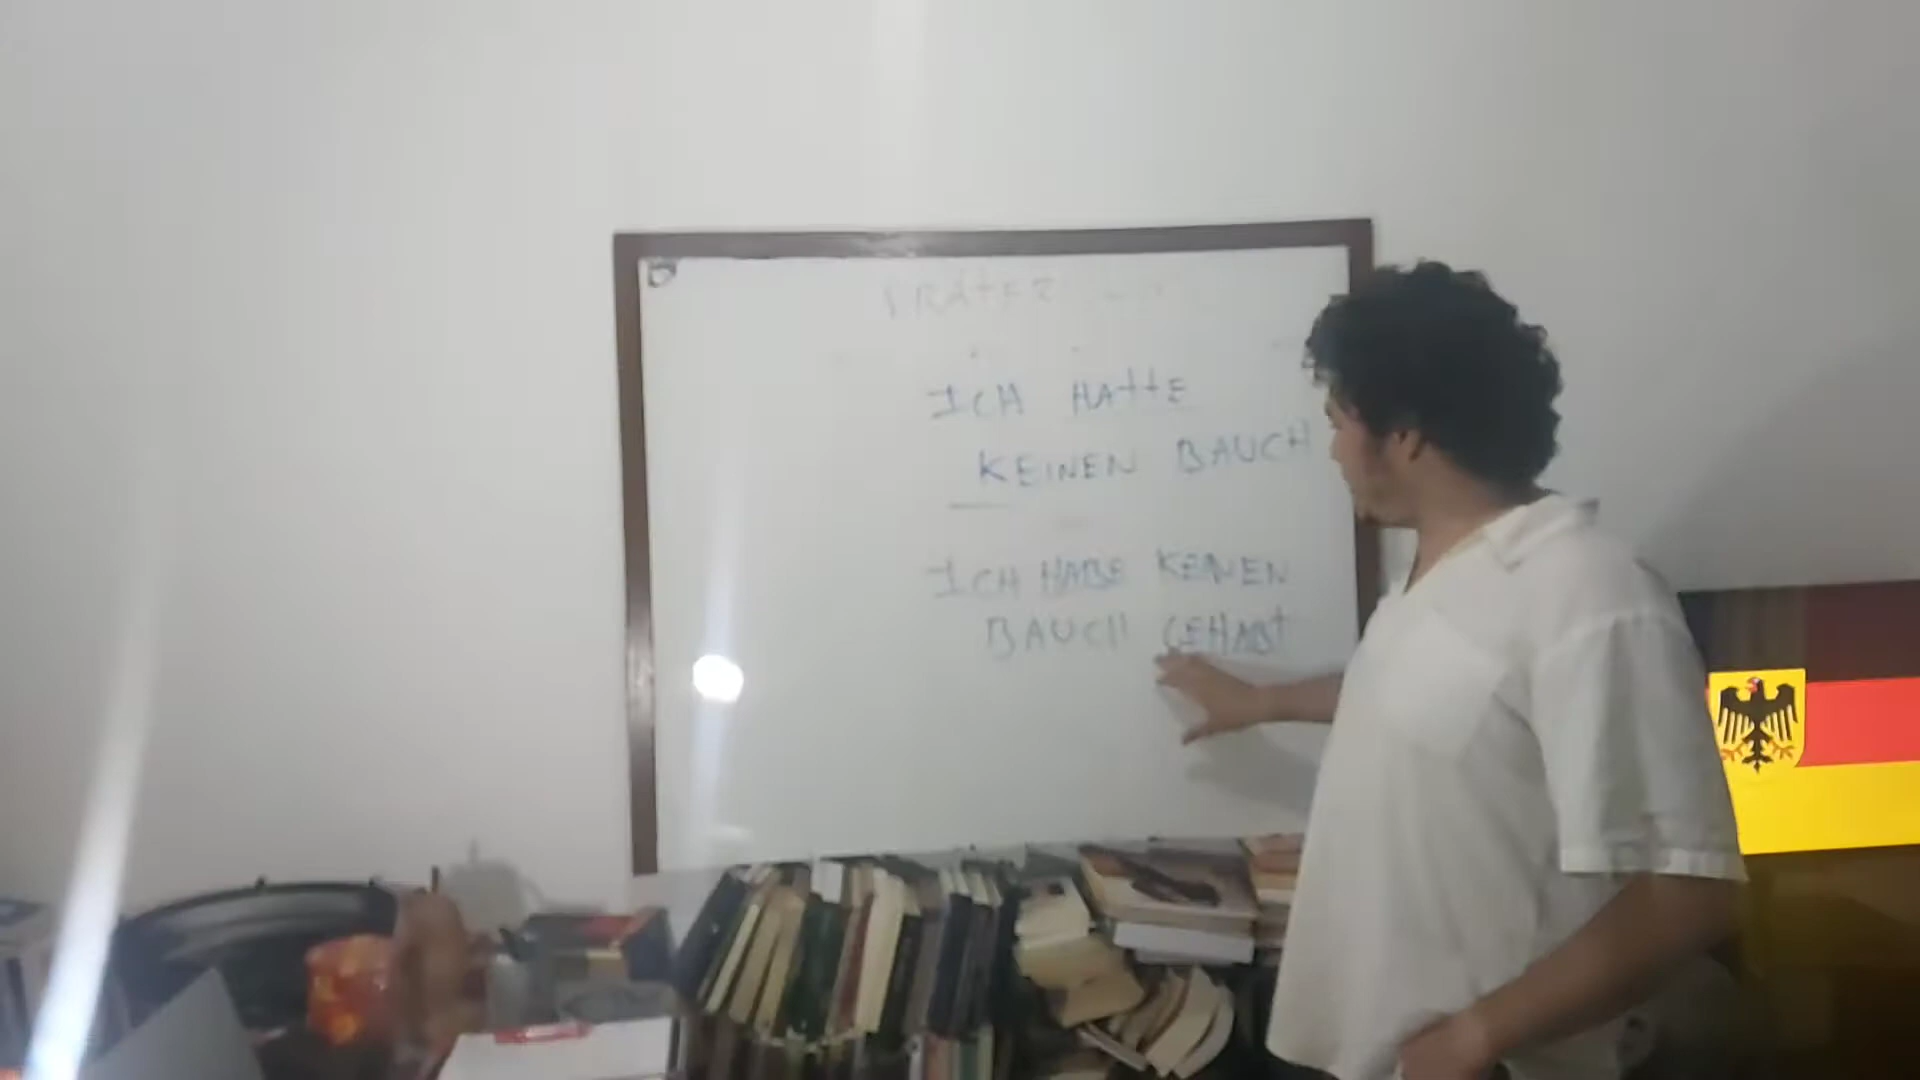 ICH HAttE
KEINEN BAUCH
ICH HABE KEINEN
BAUCH GEHABt